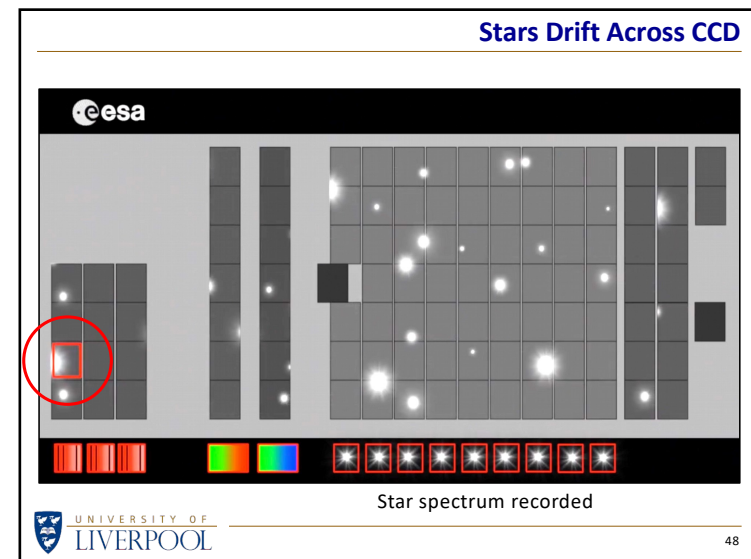 Stars Drift Across CCD
esa
Star spectrum recorded
UNIVERSITY OF
LIVERPOOL
48